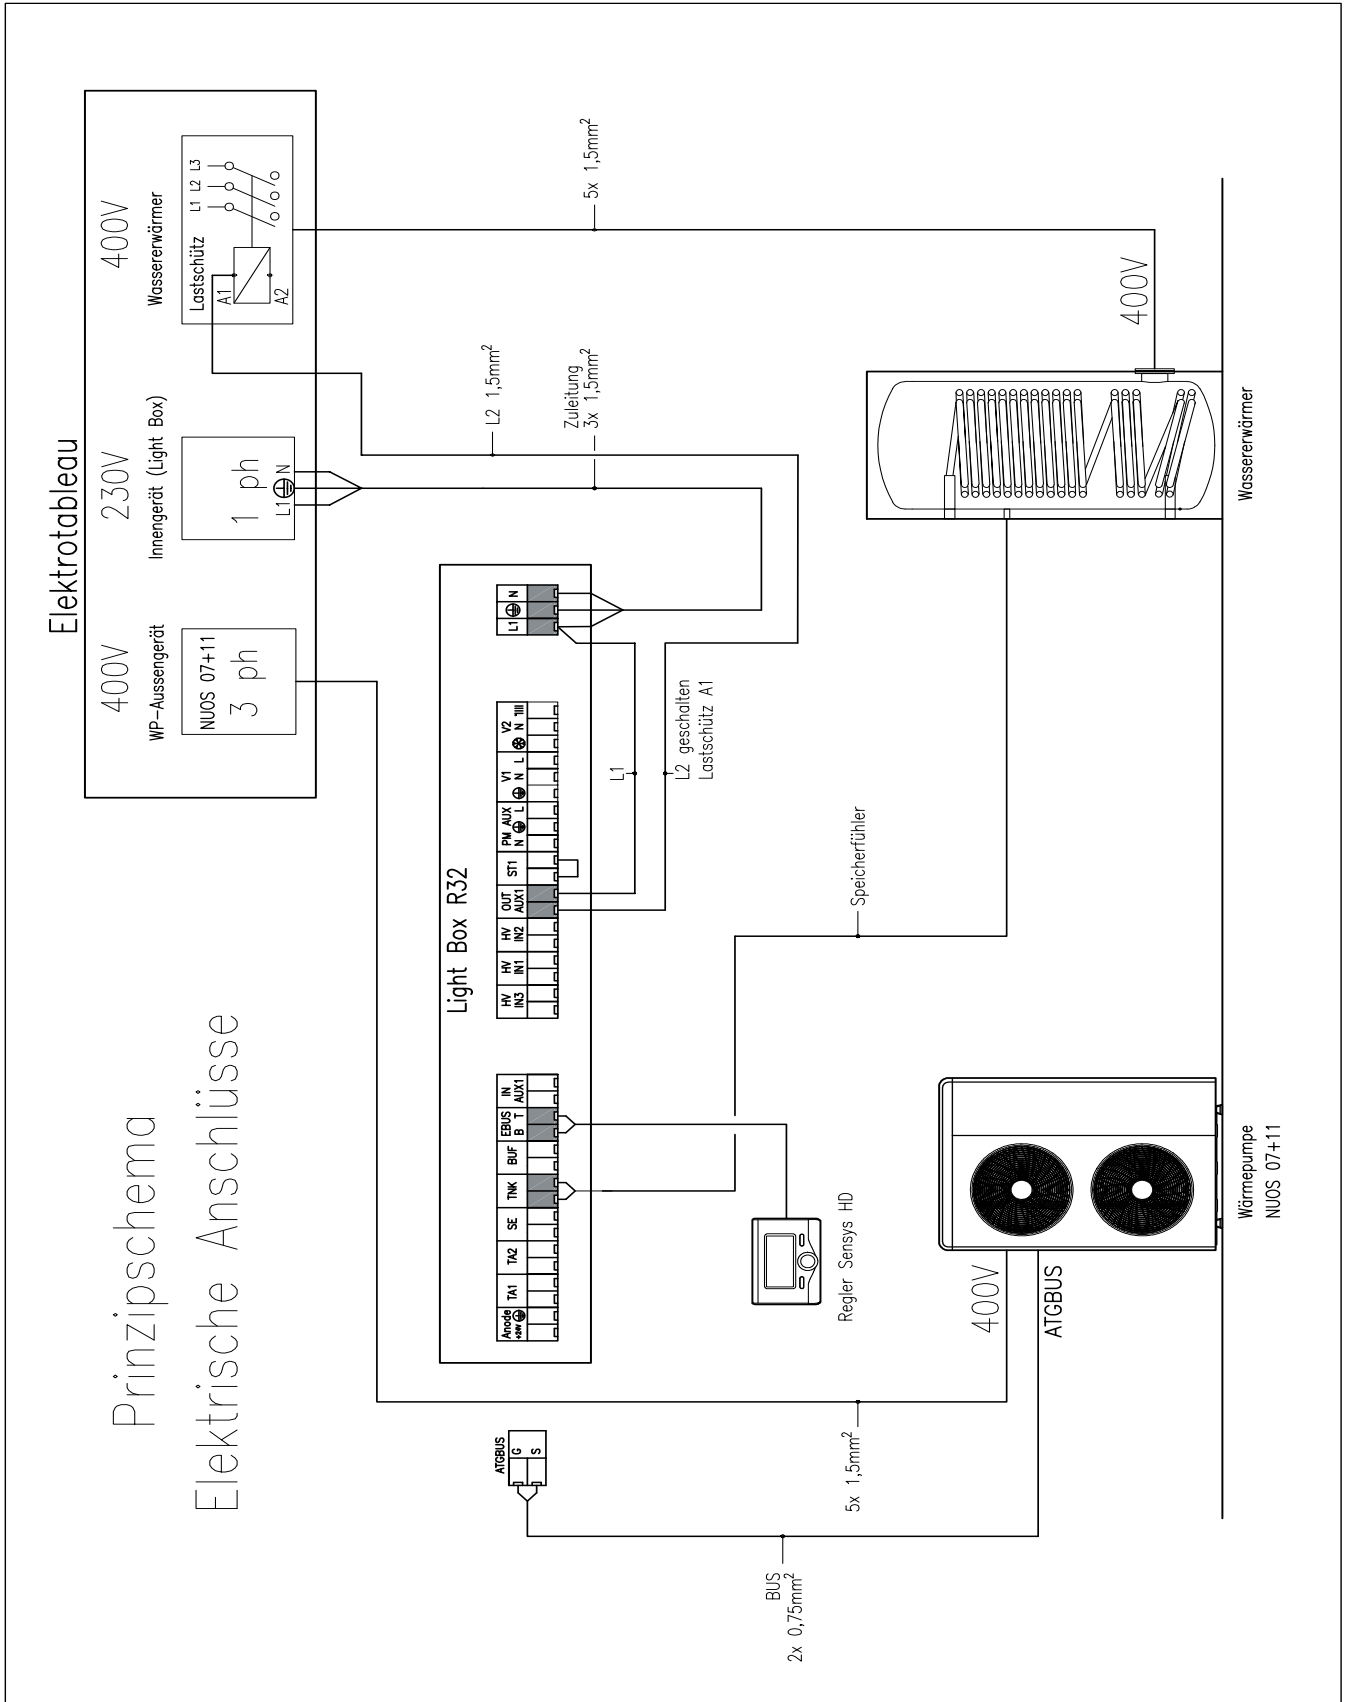 Prinzipschema
Elektrische Anschlüsse
Elektrotableau
400V
230V
400V
WP-Aussengerät
Innengerät (Light Box)
Wassererwärmer
NUOS 07+11
3 ph
1 ph
L1 N
Lastschütz
L1 L2 L3
A1
A2
Light Box R32
ATGBUS
G
S
Anode
+24V
TA1
TA2
SE
TNK
BUF
EBUS
B T
IN
AUX1
HV
IN3
HV
IN1
HV
IN2
OUT
AUX1
ST1
PM AUX
N L
V1
N L
V2
N
L1 N
L1
L2 geschalten
Lastschütz A1
L2 1,5mm²
Zuleitung
3x 1,5mm²
5x 1,5mm²
BUS
2x 0,75mm²
5x 1,5mm²
Regler Sensys HD
Speicherfühler
400V
ATGBUS
400V
Wärmepumpe
NUOS 07+11
Wassererwärmer